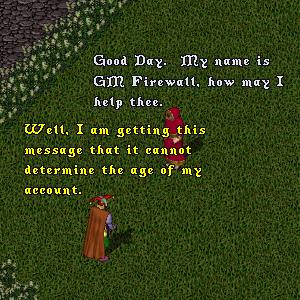 Good Day.  My name is
GM Firewall, how may I
help thee.
Well, I am getting this
message that it cannot
determine the age of my
account.